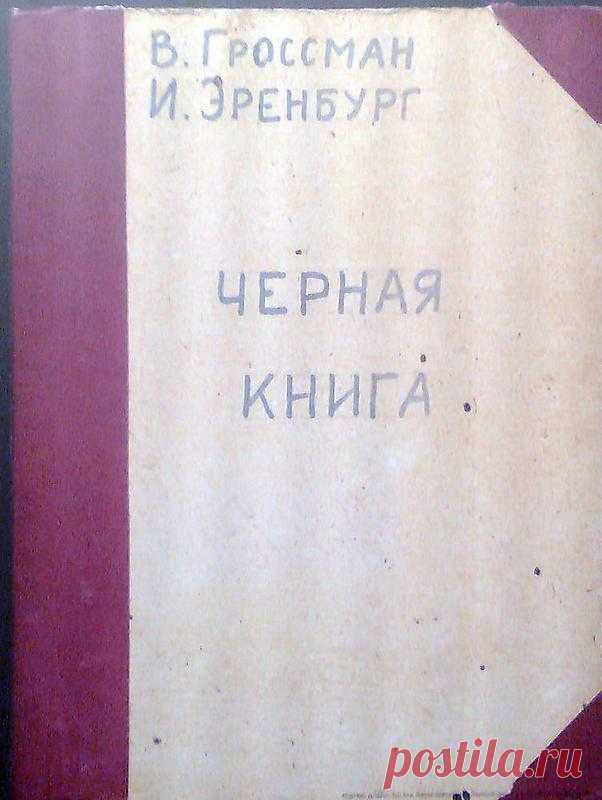 В. ГРОССМАН
И. ЭРЕНБУРГ
ЧЕРНАЯ
КНИГА
postila.ru